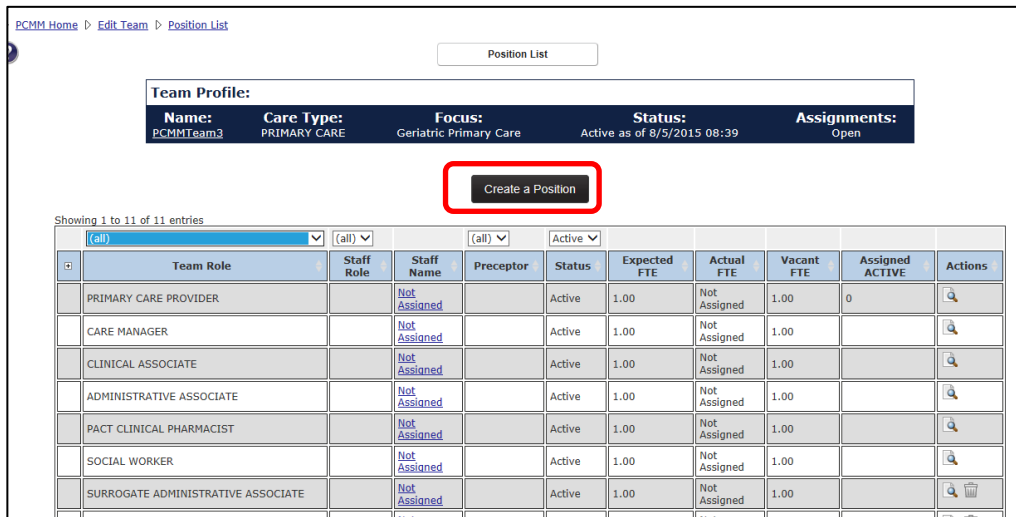 PCMM Home ▷ Edit Team ▷ Position List
Position List
Team Profile:
Name: Care Type: Focus: Status: Assignments:
PCMMTeam3 PRIMARY CARE Geriatric Primary Care Active as of 8/5/2015 08:39 Open
Create a Position
Showing 1 to 11 of 11 entries
(all) (all) (all) Active
Team Role Staff Role Staff Name Preceptor Status Expected FTE Actual FTE Vacant FTE Assigned ACTIVE Actions
PRIMARY CARE PROVIDER Not Assigned Active 1.00 Not Assigned 1.00 0
CARE MANAGER Not Assigned Active 1.00 Not Assigned 1.00
CLINICAL ASSOCIATE Not Assigned Active 1.00 Not Assigned 1.00
ADMINISTRATIVE ASSOCIATE Not Assigned Active 1.00 Not Assigned 1.00
PACT CLINICAL PHARMACIST Not Assigned Active 1.00 Not Assigned 1.00
SOCIAL WORKER Not Assigned Active 1.00 Not Assigned 1.00
SURROGATE ADMINISTRATIVE ASSOCIATE Not Assigned Active 1.00 Not Assigned 1.00